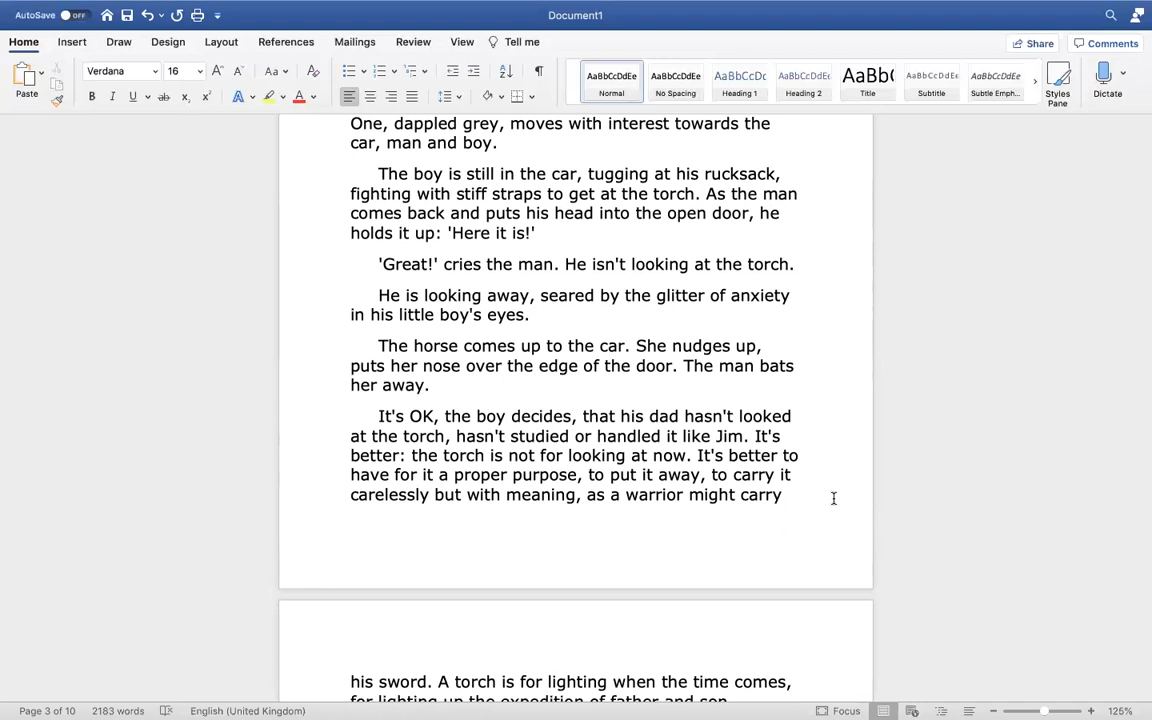 AutoSave OFF Document1
Home Insert Draw Design Layout References Mailings Review View Tell me Share Comments
Paste Verdana 16 Aa AaBbCcDdEe AaBbCcDdEe AaBbCcDc AaBbCcDdEe AaBb( AaBbCcDdEe AaBbCcDdEe
B I U ab x₂ x² A A Normal No Spacing Heading 1 Heading 2 Title Subtitle Subtle Emph... Styles Pane Dictate
One, dappled grey, moves with interest towards the
car, man and boy.
The boy is still in the car, tugging at his rucksack,
fighting with stiff straps to get at the torch. As the man
comes back and puts his head into the open door, he
holds it up: 'Here it is!'
'Great!' cries the man. He isn't looking at the torch.
He is looking away, seared by the glitter of anxiety
in his little boy's eyes.
The horse comes up to the car. She nudges up,
puts her nose over the edge of the door. The man bats
her away.
It's OK, the boy decides, that his dad hasn't looked
at the torch, hasn't studied or handled it like Jim. It's
better: the torch is not for looking at now. It's better to
have for it a proper purpose, to put it away, to carry it
carelessly but with meaning, as a warrior might carry
his sword. A torch is for lighting when the time comes,
for lighting up the expedition of father and son
Page 3 of 10 2183 words English (United Kingdom) Focus 125%